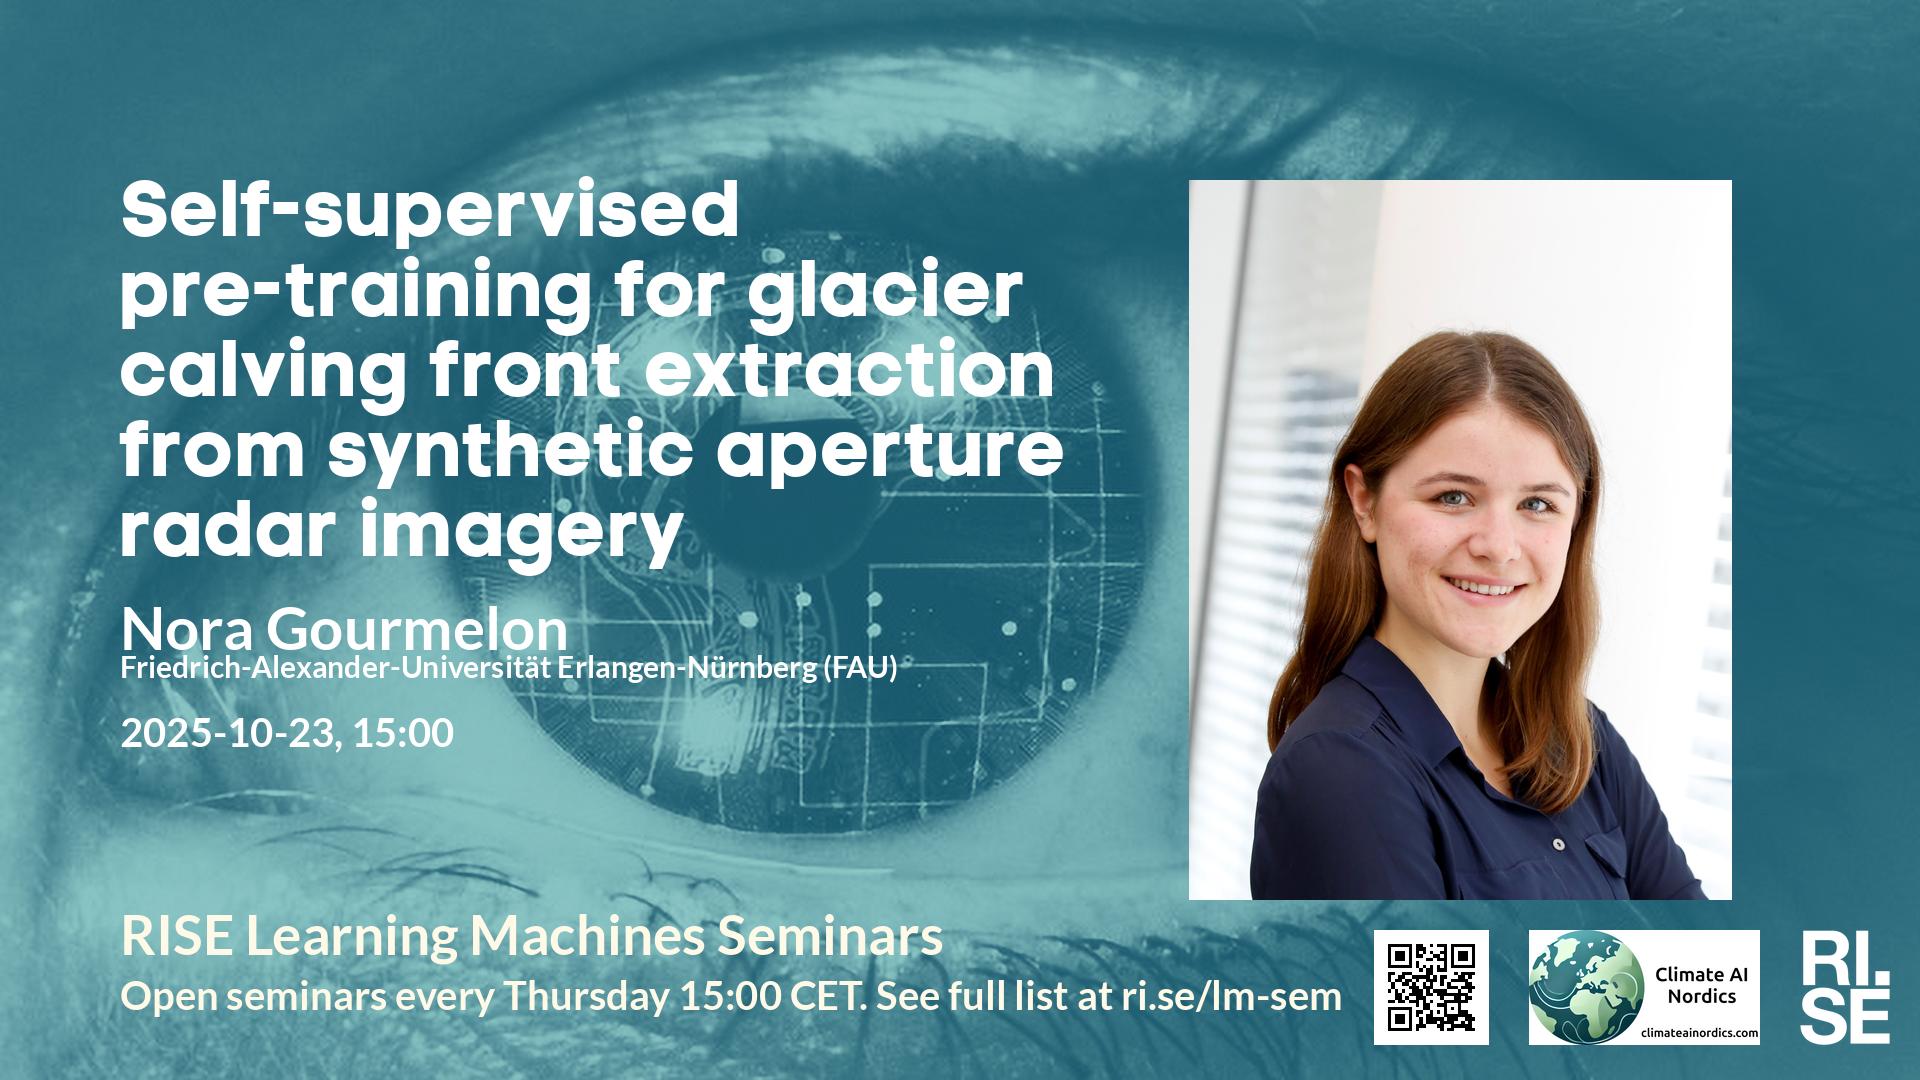 Self-supervised
pre-training for glacier
calving front extraction
from synthetic aperture
radar imagery
Nora Gourmelon
Friedrich-Alexander-Universität Erlangen-Nürnberg (FAU)
2025-10-23, 15:00
RISE Learning Machines Seminars
Open seminars every Thursday 15:00 CET. See full list at ri.se/lm-sem
Climate AI
Nordics
climateainordics.com
RI.
SE